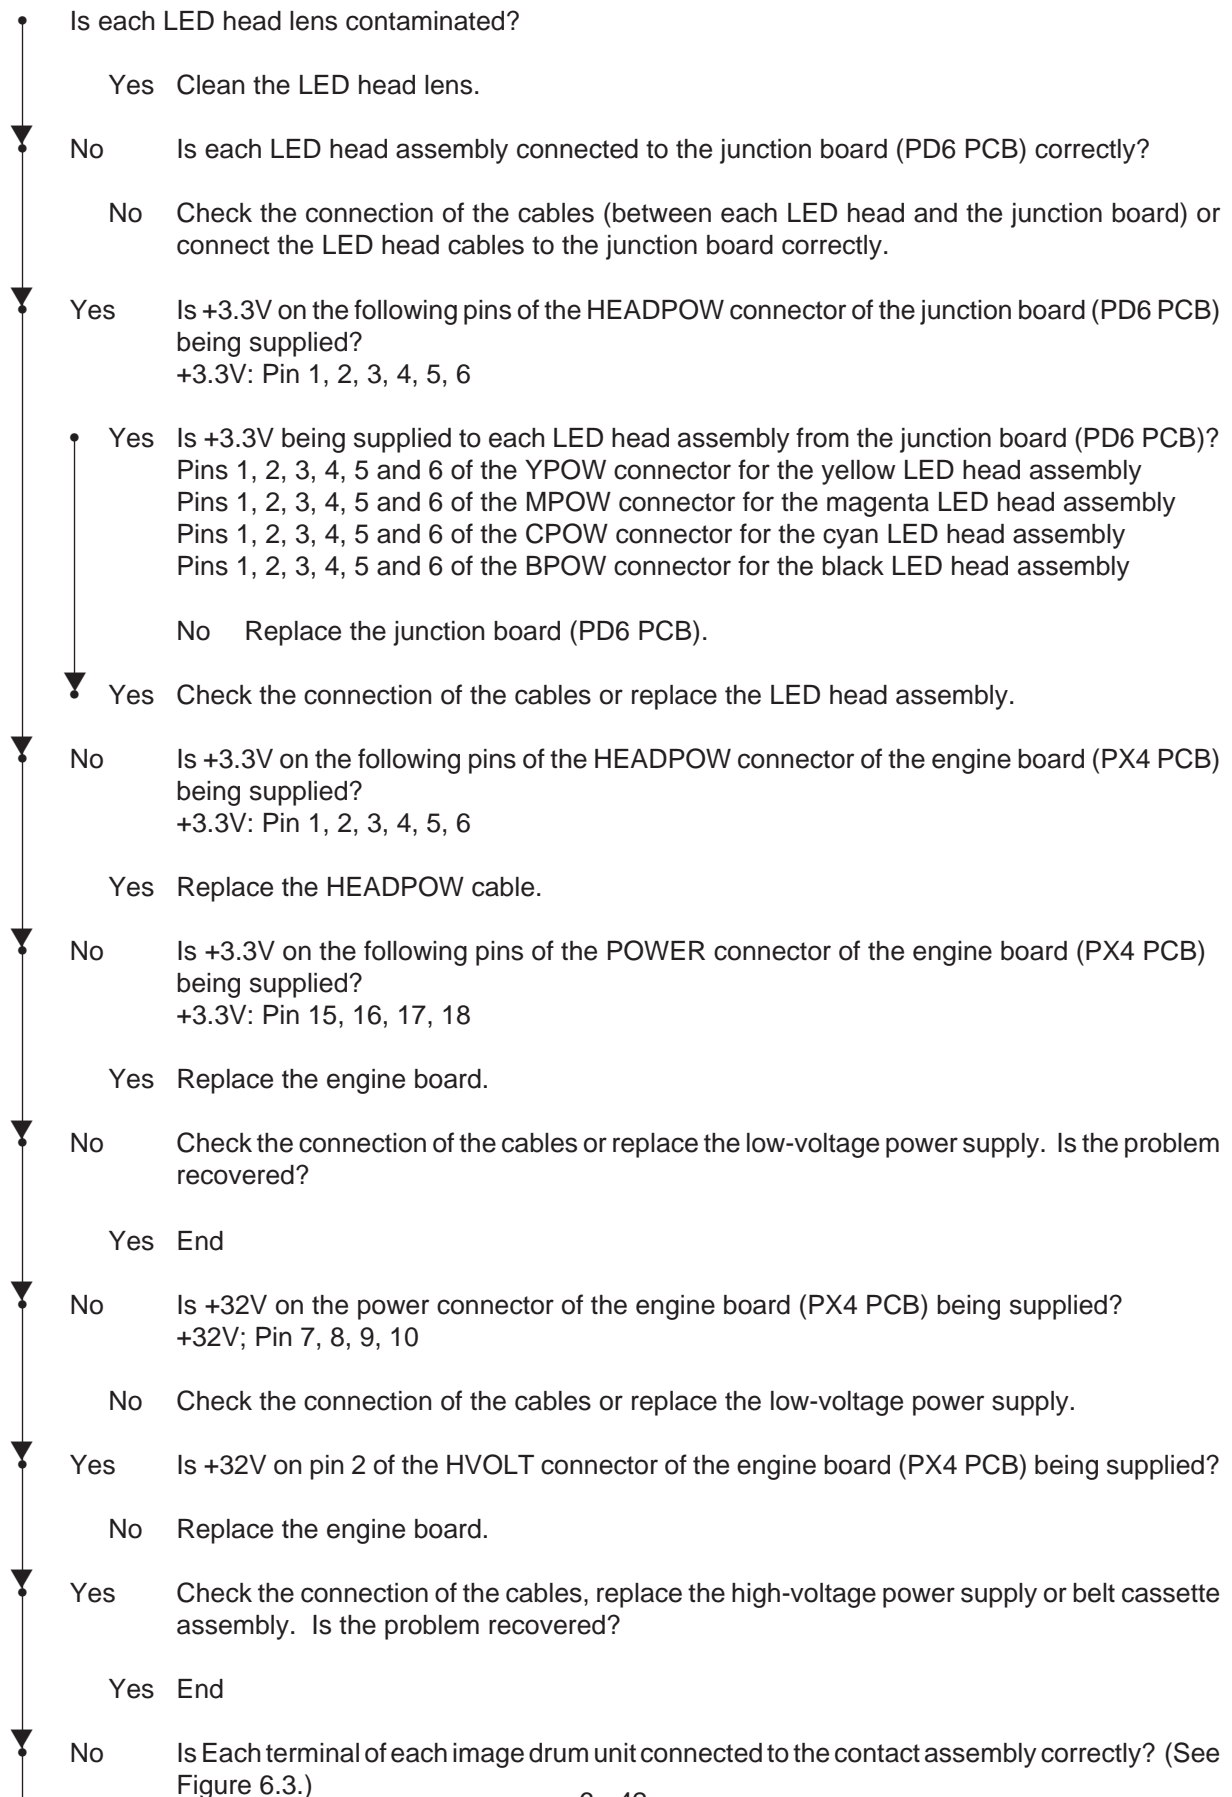 Is each LED head lens contaminated?
Yes Clean the LED head lens.
No Is each LED head assembly connected to the junction board (PD6 PCB) correctly?
No Check the connection of the cables (between each LED head and the junction board) or
connect the LED head cables to the junction board correctly.
Yes Is +3.3V on the following pins of the HEADPOW connector of the junction board (PD6 PCB)
being supplied?
+3.3V: Pin 1, 2, 3, 4, 5, 6
Yes Is +3.3V being supplied to each LED head assembly from the junction board (PD6 PCB)?
Pins 1, 2, 3, 4, 5 and 6 of the YPOW connector for the yellow LED head assembly
Pins 1, 2, 3, 4, 5 and 6 of the MPOW connector for the magenta LED head assembly
Pins 1, 2, 3, 4, 5 and 6 of the CPOW connector for the cyan LED head assembly
Pins 1, 2, 3, 4, 5 and 6 of the BPOW connector for the black LED head assembly
No Replace the junction board (PD6 PCB).
Yes Check the connection of the cables or replace the LED head assembly.
No Is +3.3V on the following pins of the HEADPOW connector of the engine board (PX4 PCB)
being supplied?
+3.3V: Pin 1, 2, 3, 4, 5, 6
Yes Replace the HEADPOW cable.
No Is +3.3V on the following pins of the POWER connector of the engine board (PX4 PCB)
being supplied?
+3.3V: Pin 15, 16, 17, 18
Yes Replace the engine board.
No Check the connection of the cables or replace the low-voltage power supply. Is the problem
recovered?
Yes End
No Is +32V on the power connector of the engine board (PX4 PCB) being supplied?
+32V; Pin 7, 8, 9, 10
No Check the connection of the cables or replace the low-voltage power supply.
Yes Is +32V on pin 2 of the HVOLT connector of the engine board (PX4 PCB) being supplied?
No Replace the engine board.
Yes Check the connection of the cables, replace the high-voltage power supply or belt cassette
assembly. Is the problem recovered?
Yes End
No Is Each terminal of each image drum unit connected to the contact assembly correctly? (See
Figure 6.3.)